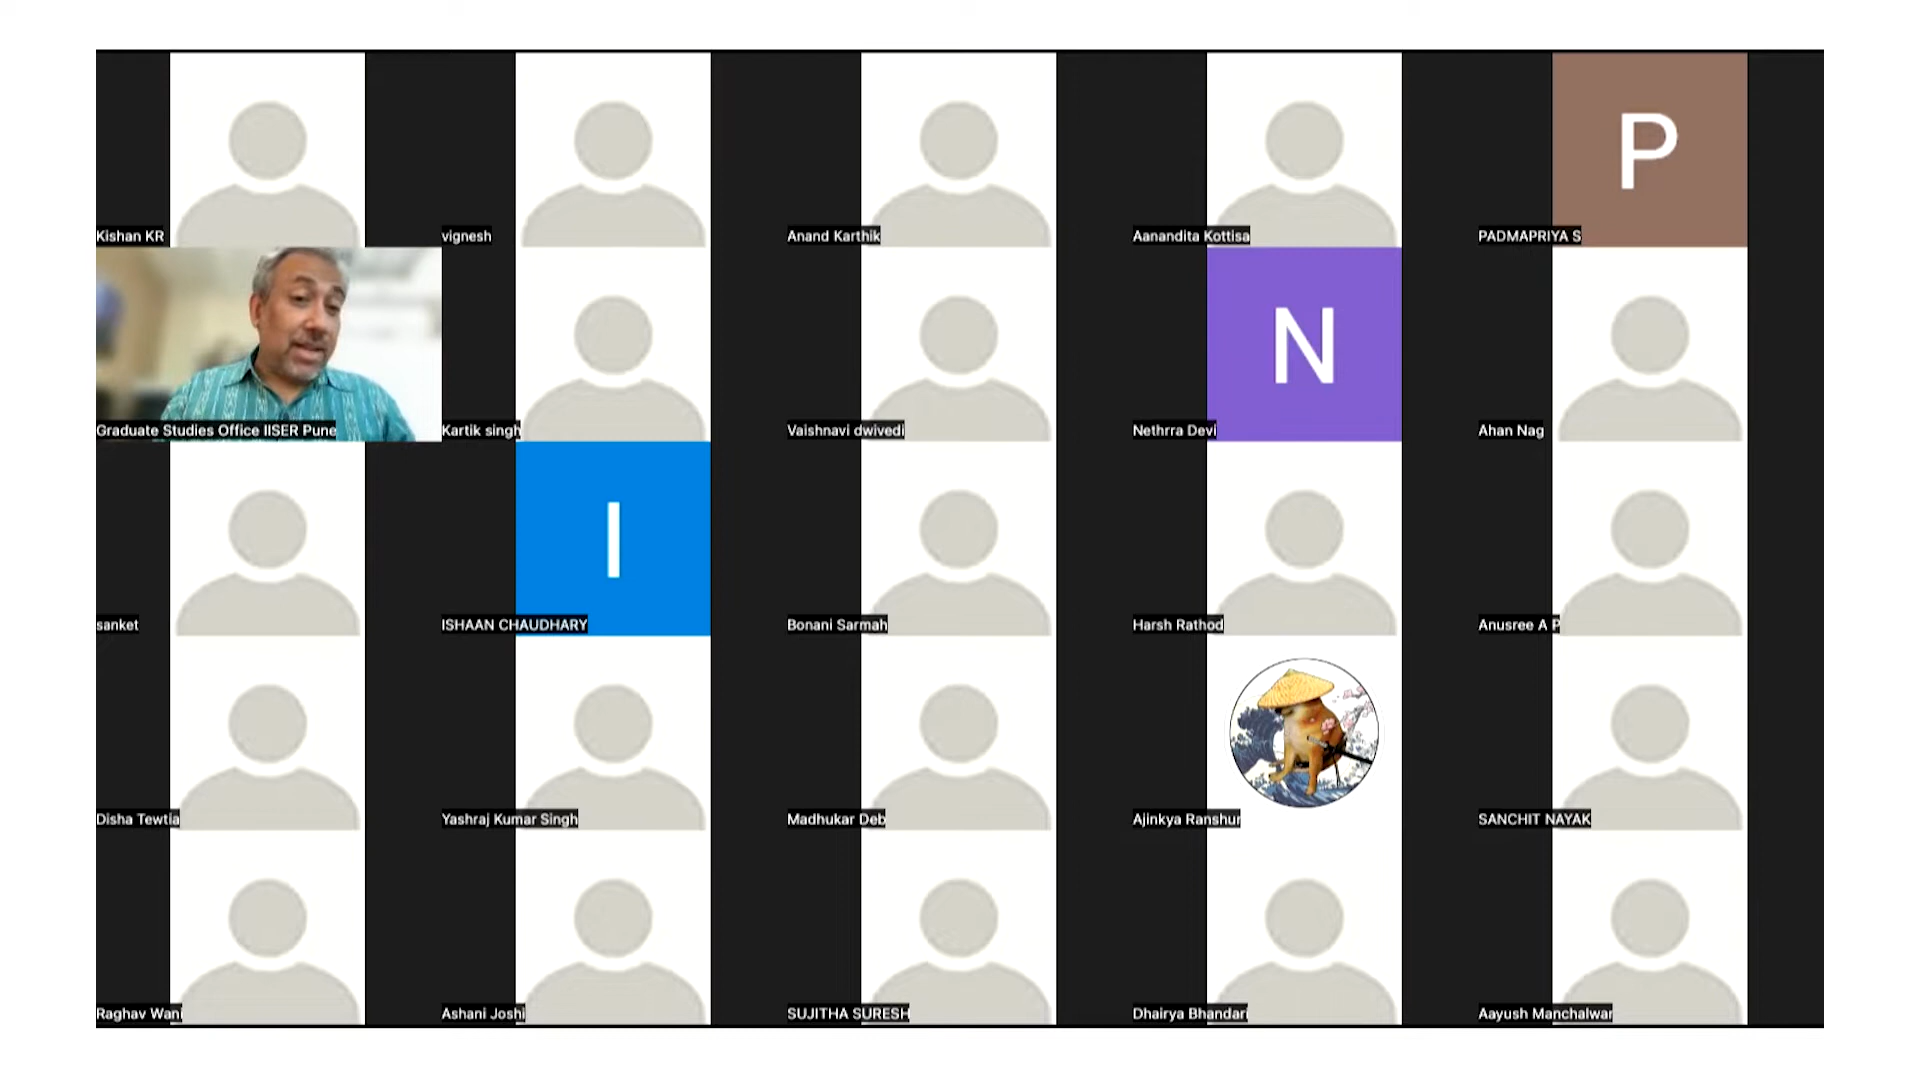 P
Kishan KR
vignesh
Anand Karthik
Aanandita Kottisa
PADMAPRIYA S
N
Graduate Studies Office IISER Pune
Kartik singh
Vaishnavi dwivedi
Nethrra Devi
Ahan Nag
I
sanket
ISHAAN CHAUDHARY
Bonani Sarmah
Harsh Rathod
Anusree A P
Disha Tewtia
Yashraj Kumar Singh
Madhukar Deb
Ajinkya Ranshur
SANCHIT NAYAK
Raghav Wani
Ashani Joshi
SUJITHA SURESH
Dhairya Bhandari
Aayush Manchalwar